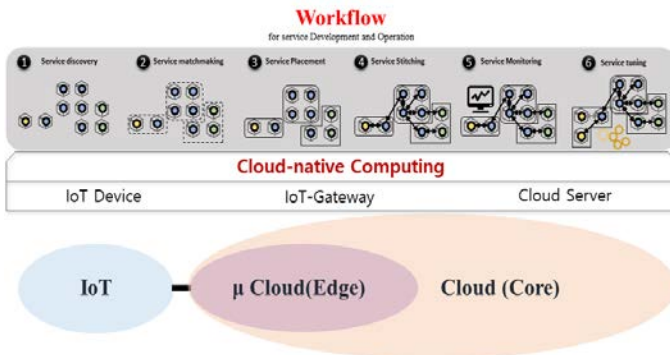 Workflow
for service Development and Operation
1 Service discovery
2 Service matchmaking
3 Service Placement
4 Service Stitching
5 Service Monitoring
6 Service tuning
Cloud-native Computing
IoT Device IoT-Gateway Cloud Server
IoT μ Cloud(Edge) Cloud (Core)